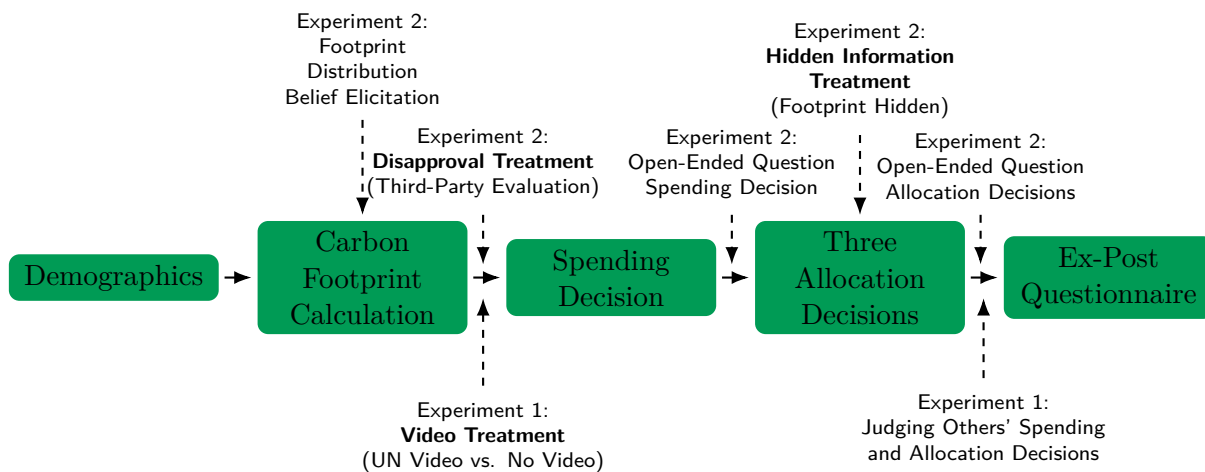 Experiment 2:
Footprint
Distribution
Belief Elicitation
Experiment 2:
Hidden Information
Treatment
(Footprint Hidden)
Experiment 2:
Disapproval Treatment
(Third-Party Evaluation)
Experiment 2:
Open-Ended Question
Spending Decision
Experiment 2:
Open-Ended Question
Allocation Decisions
Demographics
Carbon
Footprint
Calculation
Spending
Decision
Three
Allocation
Decisions
Ex-Post
Questionnaire
Experiment 1:
Video Treatment
(UN Video vs. No Video)
Experiment 1:
Judging Others' Spending
and Allocation Decisions